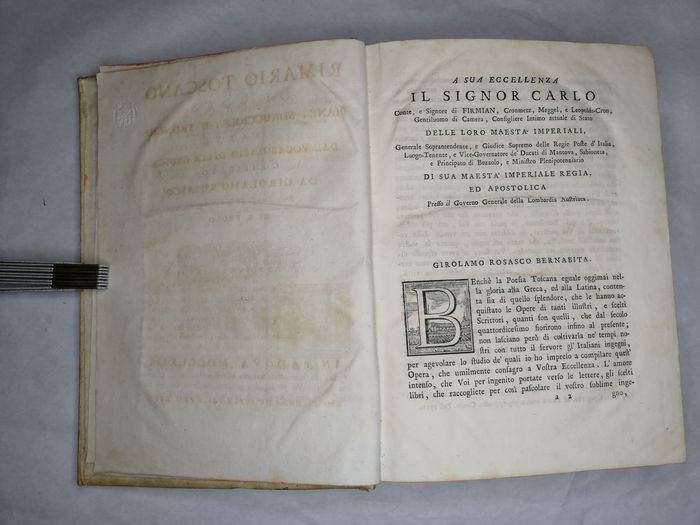 RIMARIO TOSCANO
A SUA ECCELLENZA
IL SIGNOR CARLO
Conte, e Signore di FIRMIAN, Cronmetz, Meggel, e Leopolds-Cron,
Gentiluomo di Camera, Consigliere Intimo attuale di Stato
DELLE LORO MAESTA' IMPERIALI,
Generale Soprantendente, e Giudice Supremo delle Regie Poste d'Italia,
Luogo-Tenente, e Vice-Governatore de' Ducati di Mantova, Sabioneta,
e Principato di Bozzolo, e Ministro Plenipotenziario
DI SUA MAESTA' IMPERIALE REGIA,
ED APOSTOLICA
Presso il Governo Generale della Lombardia Austriaca.
GIROLAMO ROSASCO BERNABITA.
Benchè la Poesia Toscana eguale oggimai nel-
la gloria alla Greca, ed alla Latina, conten-
ta sia di quello splendore, che le hanno ac-
quistato le Opere di tanti illustri, e scelti
Scrittori, quanti son quelli, che dal secolo
quattordicesimo fiorirono infino al presente;
non lasciano però di coltivarla ne' tempi no-
stri con tutto il fervore gl' Italiani ingegni,
per agevolare lo studio de' quali io ho impreso a compilare quest'
Opera, che umilmente consagro a Vostra Eccellenza. L' amore
intenso, che Voi per ingenito portate verso le lettere, gli scelti
libri, che raccogliete per così pascolare il vostro sublime inge-
a 2 gno,